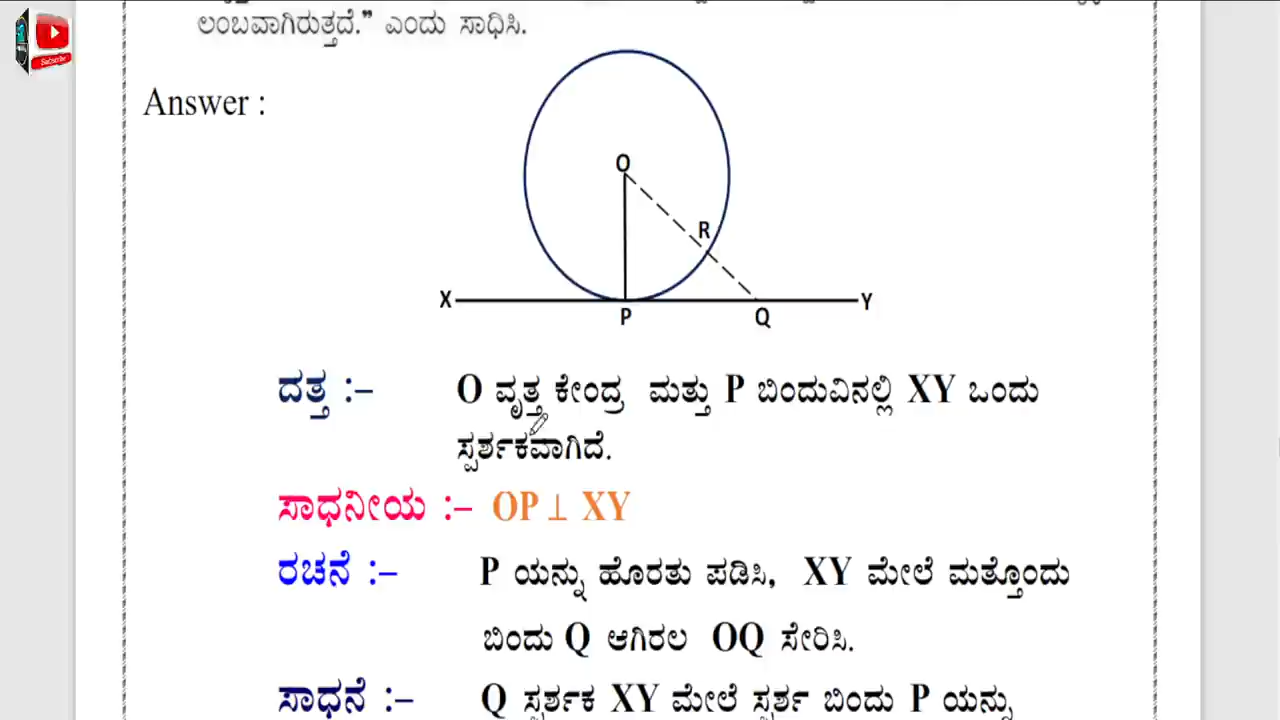 ಲಂಬವಾಗಿರುತ್ತದೆ.” ಎಂದು ಸಾಧಿಸಿ.
Subscribe
Answer :
O
R
X
Y
P
Q
ದತ್ತ :– O ವೃತ್ತ ಕೇಂದ್ರ ಮತ್ತು P ಬಿಂದುವಿನಲ್ಲಿ XY ಒಂದು
ಸ್ಪರ್ಶಕವಾಗಿದೆ.
ಸಾಧನೀಯ :– OP ⊥ XY
ರಚನೆ :– P ಯನ್ನು ಹೊರತು ಪಡಿಸಿ, XY ಮೇಲೆ ಮತ್ತೊಂದು
ಬಿಂದು Q ಆಗಿರಲ OQ ಸೇರಿಸಿ.
ಸಾಧನೆ :– Q ಸ್ಪರ್ಶಕ XY ಮೇಲೆ ಸ್ಪರ್ಶ ಬಿಂದು P ಯನ್ನು